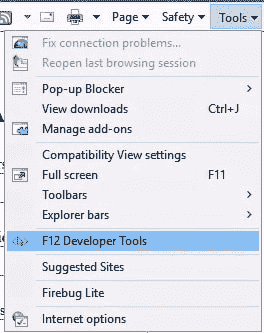 Page Safety Tools
Fix connection problems...
Reopen last browsing session
Pop-up Blocker
View downloads Ctrl+J
Manage add-ons
Compatibility View settings
Full screen F11
Toolbars
Explorer bars
F12 Developer Tools
Suggested Sites
Firebug Lite
Internet options